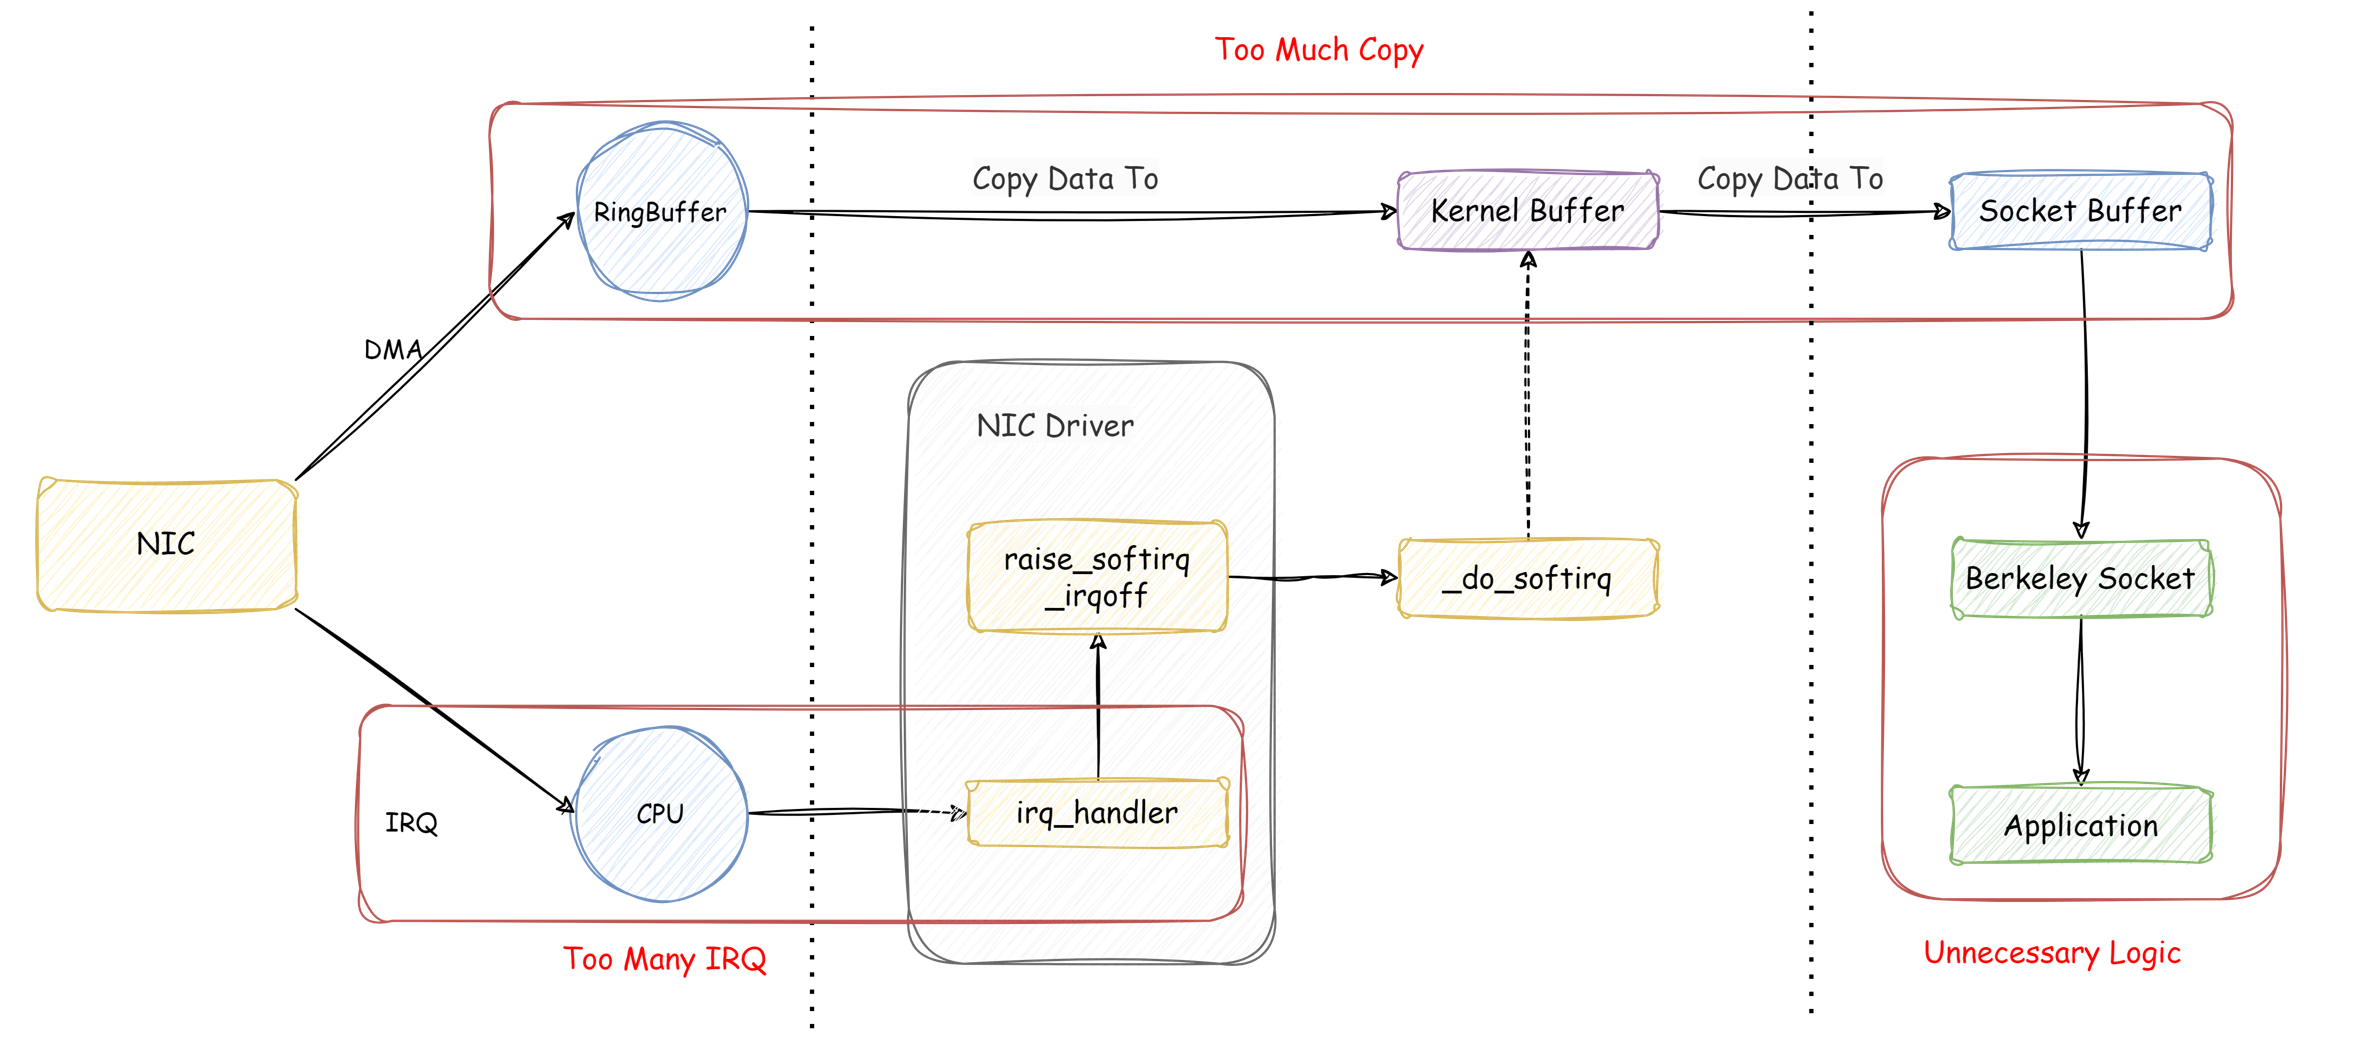 Too Much Copy
Copy Data To
Copy Data To
RingBuffer
Kernel Buffer
Socket Buffer
DMA
NIC Driver
NIC
raise_softirq
_irqoff
_do_softirq
Berkeley Socket
IRQ
CPU
irq_handler
Application
Too Many IRQ
Unnecessary Logic